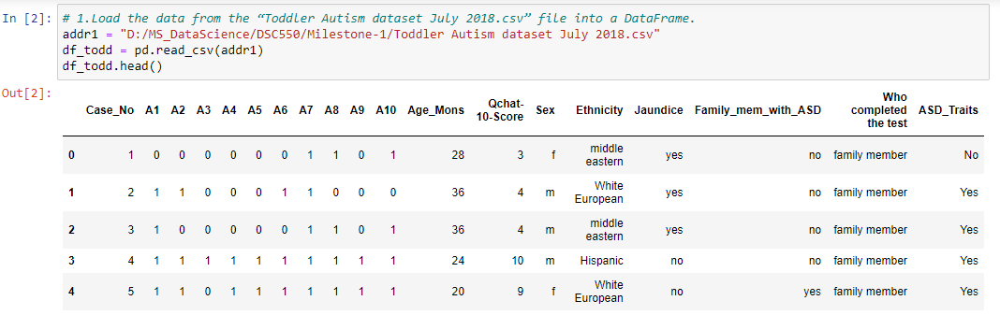 In [2]: # 1.Load the data from the “Toddler Autism dataset July 2018.csv” file into a DataFrame.
addr1 = "D:/MS_DataScience/DSC550/Milestone-1/Toddler Autism dataset July 2018.csv"
df_todd = pd.read_csv(addr1)
df_todd.head()
Out[2]:
Case_No A1 A2 A3 A4 A5 A6 A7 A8 A9 A10 Age_Mons Qchat-10-Score Sex Ethnicity Jaundice Family_mem_with_ASD Who completed the test ASD_Traits
0 1 0 0 0 0 0 0 1 1 0 1 28 3 f middle eastern yes no family member No
1 2 1 1 0 0 0 1 1 0 0 0 36 4 m White European yes no family member Yes
2 3 1 0 0 0 0 0 1 1 0 1 36 4 m middle eastern yes no family member Yes
3 4 1 1 1 1 1 1 1 1 1 1 24 10 m Hispanic no no family member Yes
4 5 1 1 0 1 1 1 1 1 1 1 20 9 f White European no yes family member Yes